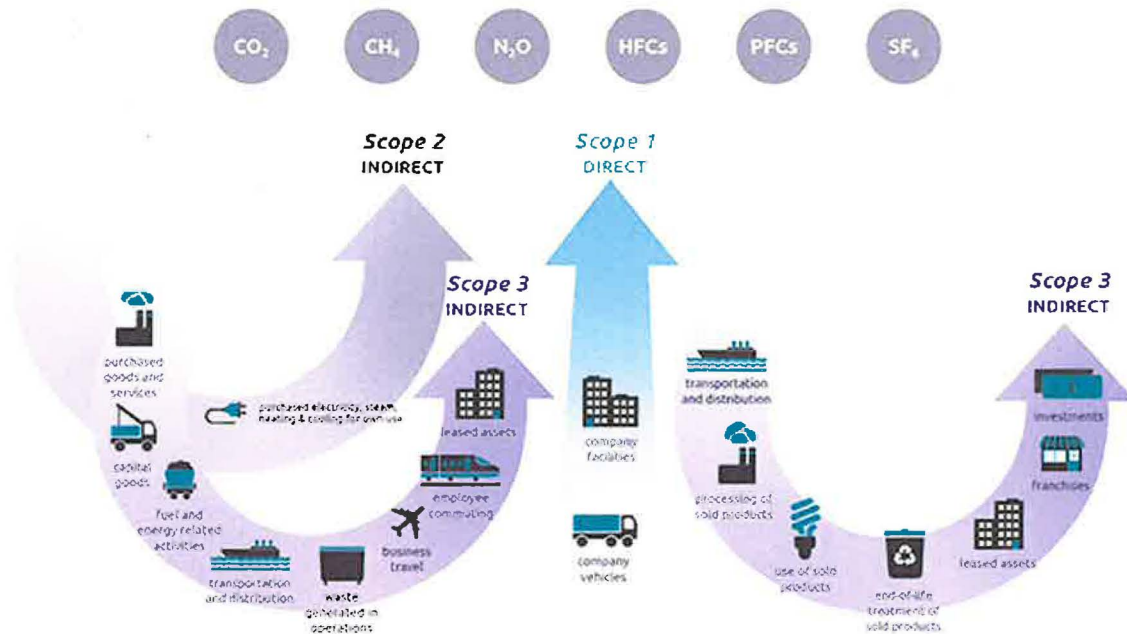 CO₂ CH₄ N₂O HFCs PFCs SF₆
Scope 2
INDIRECT
Scope 1
DIRECT
Scope 3
INDIRECT
Scope 3
INDIRECT
purchased
goods and
services
capital
goods
fuel and
energy related
activities
purchased electricity, steam,
heating & cooling for own use
transportation
and distribution
waste
generated in
operations
business
travel
employee
commuting
leased assets
company
facilities
company
vehicles
transportation
and distribution
processing of
sold products
use of sold
products
end-of-life
treatment of
sold products
leased assets
franchises
investments